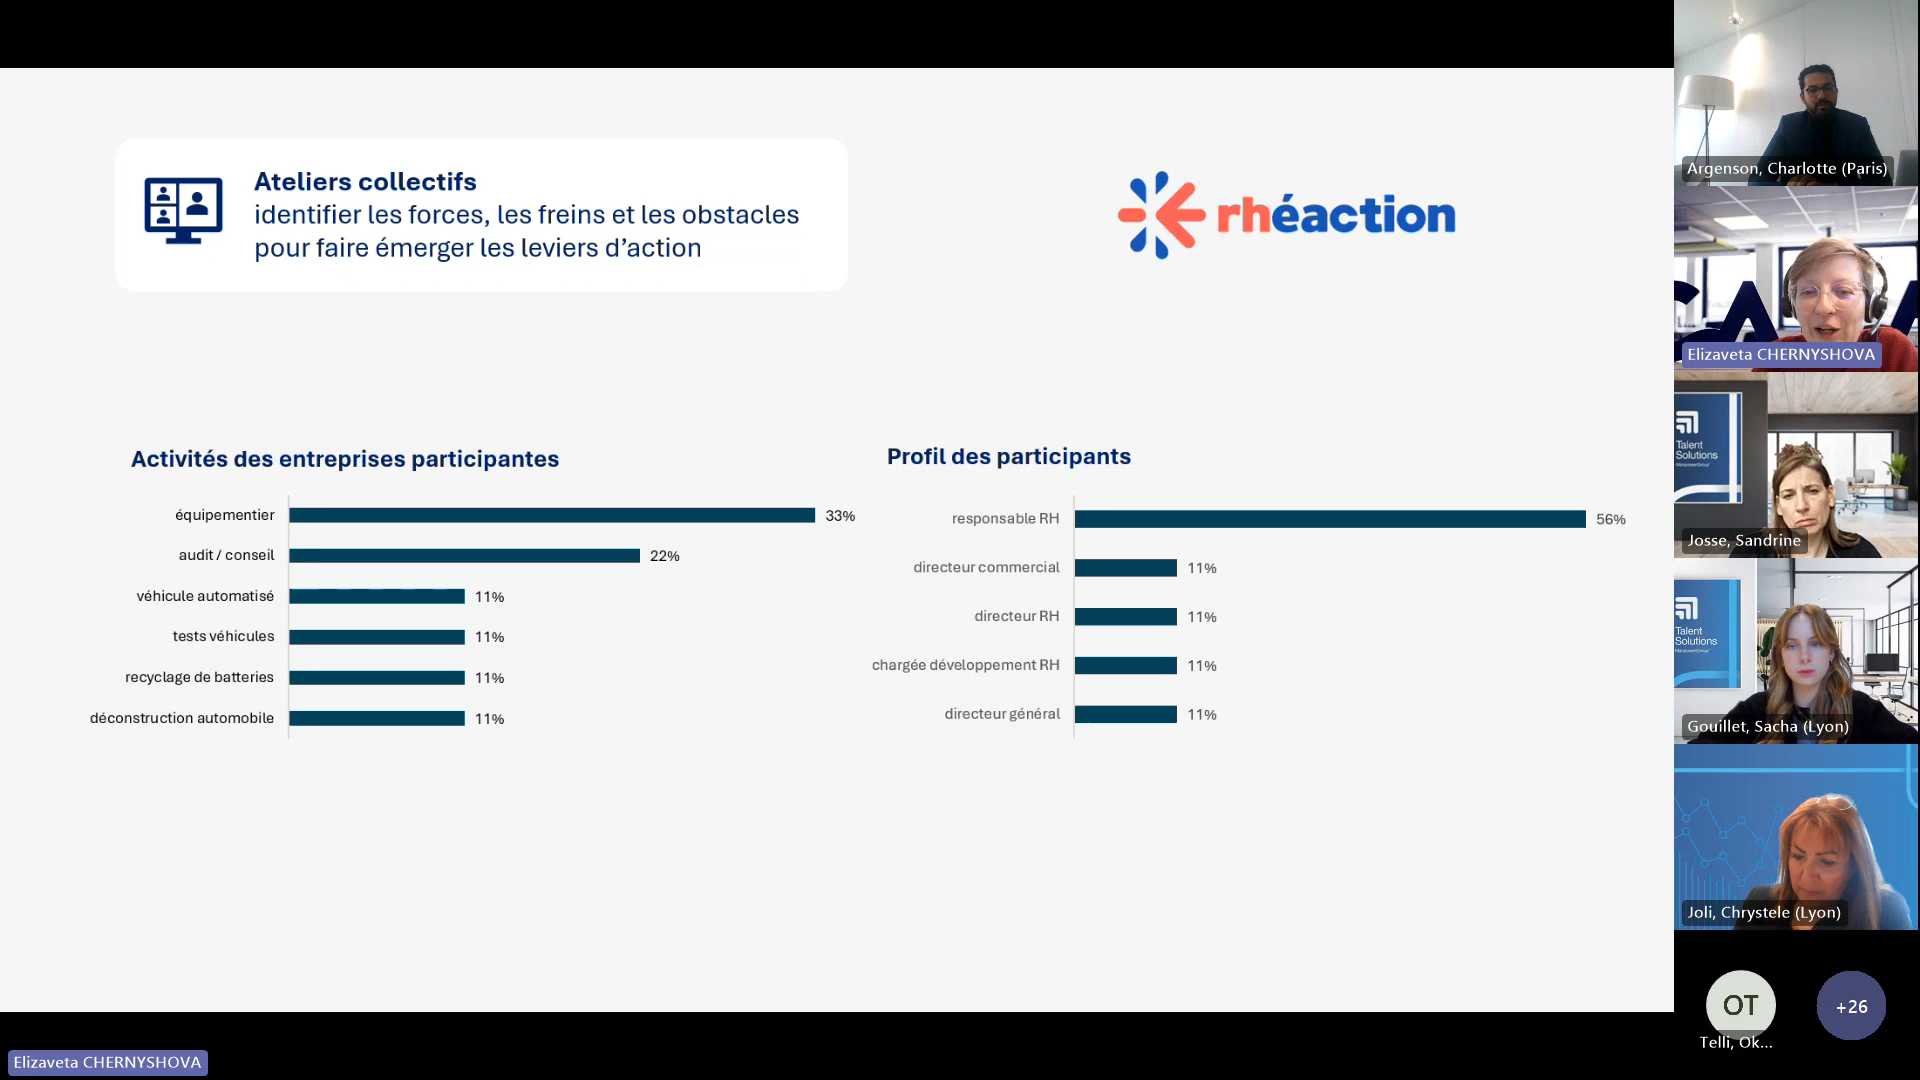 Ateliers collectifs
identifier les forces, les freins et les obstacles
pour faire émerger les leviers d’action
rhéaction
Activités des entreprises participantes
équipementier 33%
audit / conseil 22%
véhicule automatisé 11%
tests véhicules 11%
recyclage de batteries 11%
déconstruction automobile 11%
Profil des participants
responsable RH 56%
directeur commercial 11%
directeur RH 11%
chargée développement RH 11%
directeur général 11%
Argenson, Charlotte (Paris)
Elizaveta CHERNYSHOVA
Talent
Solutions
ManpowerGroup
Josse, Sandrine
Talent
Solutions
ManpowerGroup
Gouillet, Sacha (Lyon)
Joli, Chrystele (Lyon)
OT
+26
Telli, Ok...
Elizaveta CHERNYSHOVA